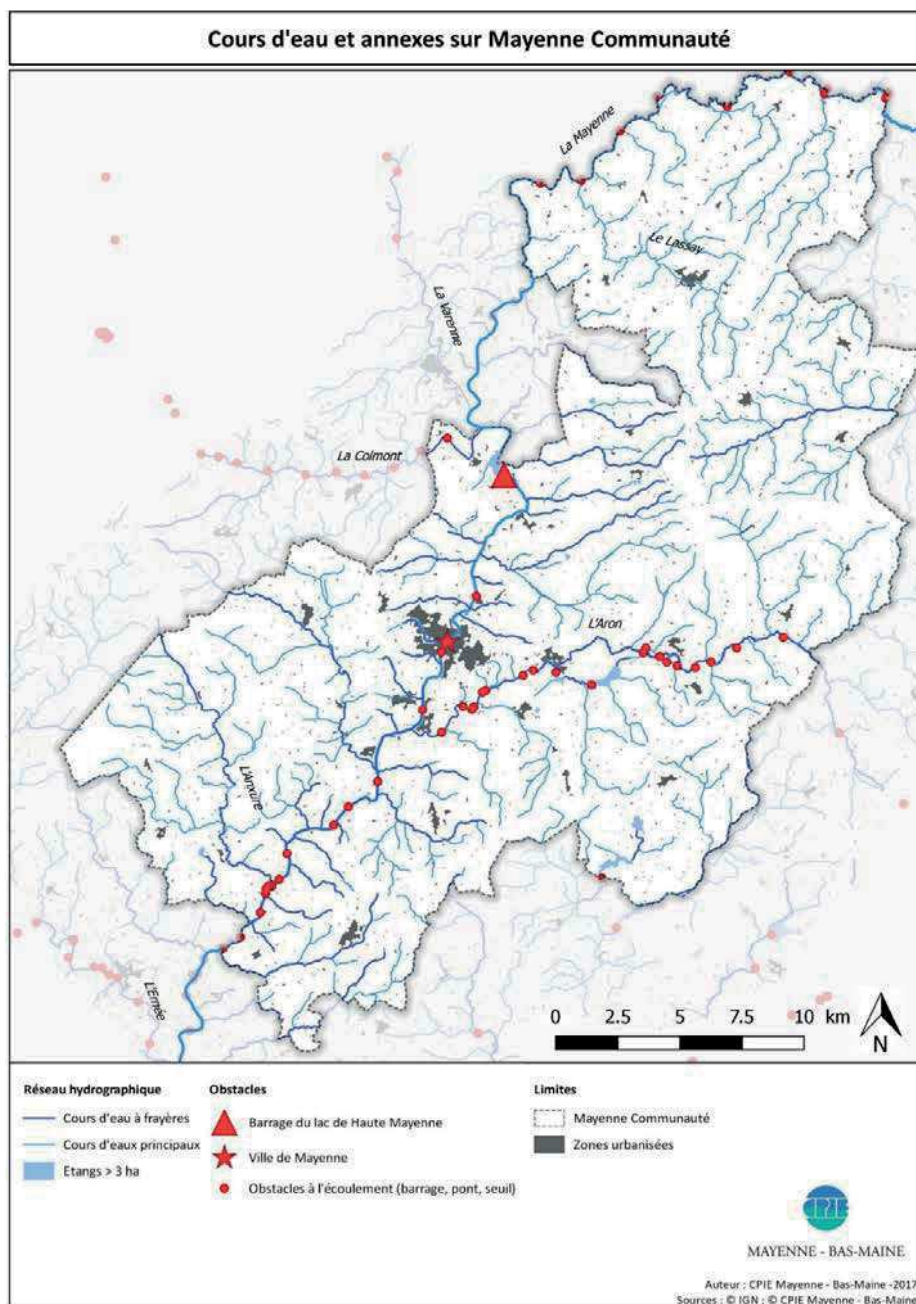 Cours d'eau et annexes sur Mayenne Communauté
La Mayenne
Le Lassay
La Varenne
La Colmont
L'Aron
L'Anxure
L'Ernée
0 2.5 5 7.5 10 km
N
Réseau hydrographique
Cours d'eau à frayères
Cours d'eaux principaux
Etangs > 3 ha
Obstacles
Barrage du lac de Haute Mayenne
Ville de Mayenne
Obstacles à l'écoulement (barrage, pont, seuil)
Limites
Mayenne Communauté
Zones urbanisées
CPIE
MAYENNE - BAS-MAINE
Auteur : CPIE Mayenne - Bas-Maine -2017
Sources : © IGN : © CPIE Mayenne - Bas-Maine